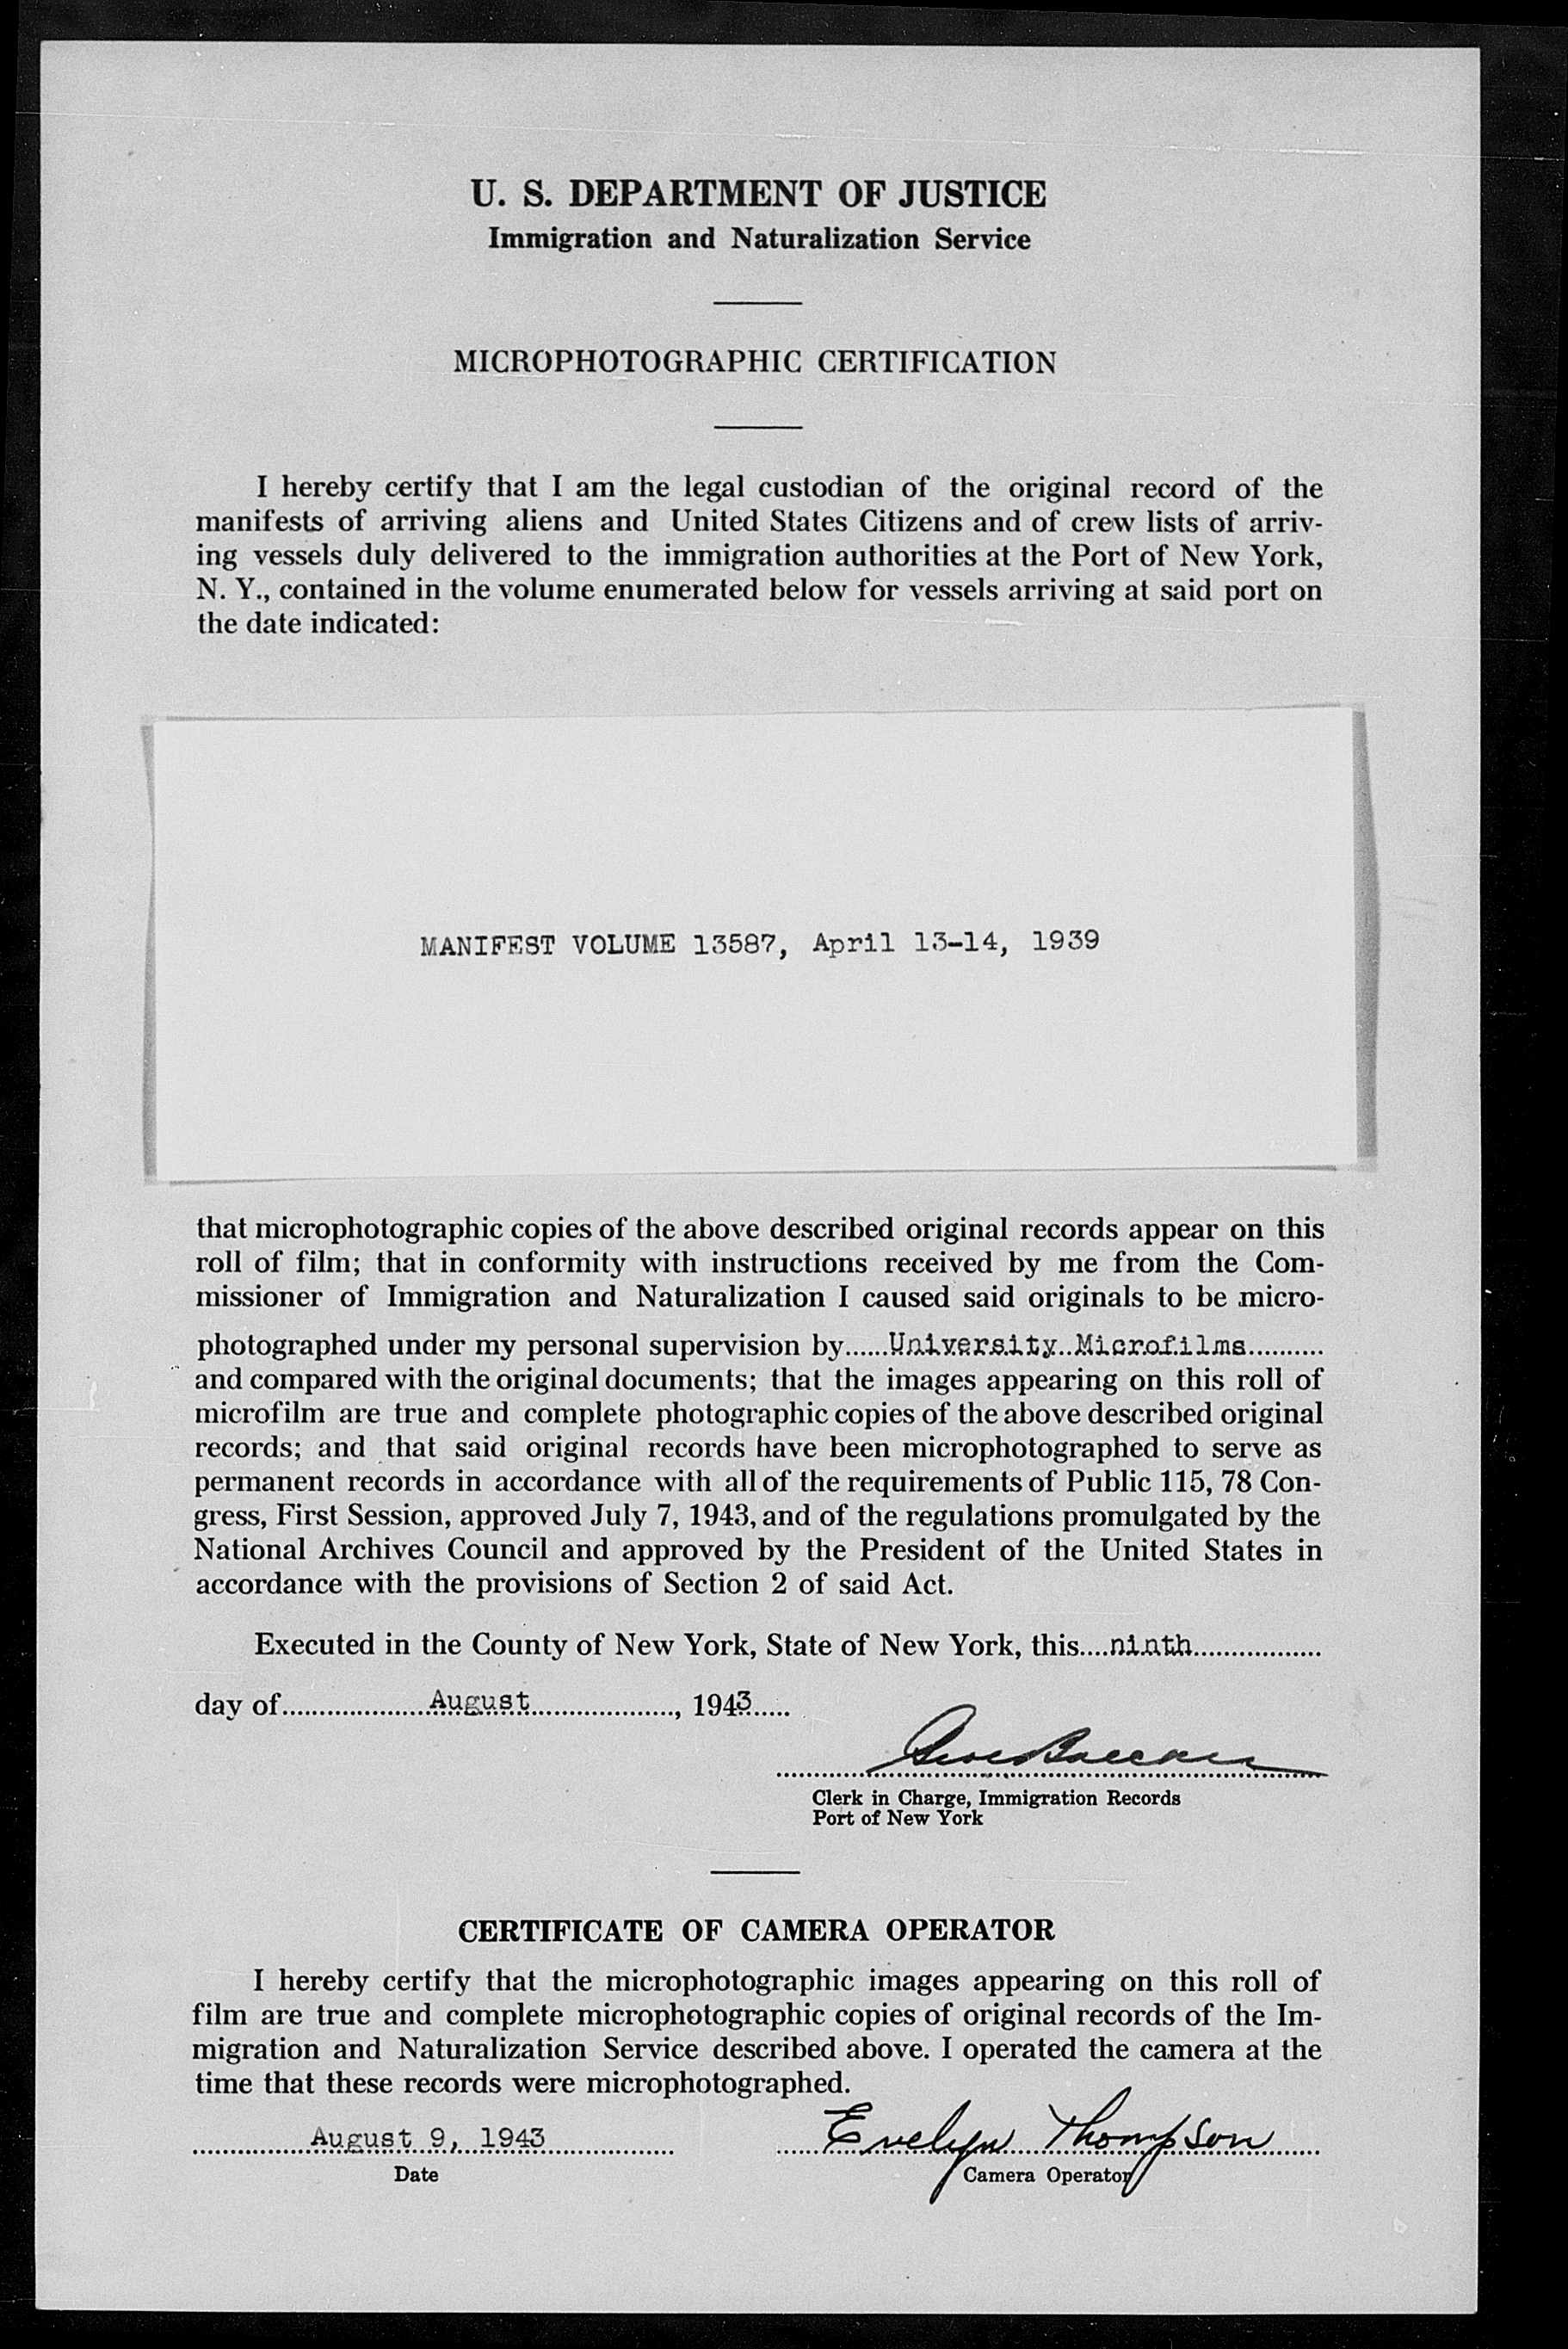 U. S. DEPARTMENT OF JUSTICE
Immigration and Naturalization Service
MICROPHOTOGRAPHIC CERTIFICATION
I hereby certify that I am the legal custodian of the original record of the
manifests of arriving aliens and United States Citizens and of crew lists of arriv-
ing vessels duly delivered to the immigration authorities at the Port of New York,
N. Y., contained in the volume enumerated below for vessels arriving at said port on
the date indicated:
MANIFEST VOLUME 13587, April 13-14, 1939
that microphotographic copies of the above described original records appear on this
roll of film; that in conformity with instructions received by me from the Com-
missioner of Immigration and Naturalization I caused said originals to be micro-
photographed under my personal supervision by......University Microfilms..........
and compared with the original documents; that the images appearing on this roll of
microfilm are true and complete photographic copies of the above described original
records; and that said original records have been microphotographed to serve as
permanent records in accordance with all of the requirements of Public 115, 78 Con-
gress, First Session, approved July 7, 1943, and of the regulations promulgated by the
National Archives Council and approved by the President of the United States in
accordance with the provisions of Section 2 of said Act.
Executed in the County of New York, State of New York, this....ninth..................
day of....................August...................., 1943......
Clerk in Charge, Immigration Records
Port of New York
CERTIFICATE OF CAMERA OPERATOR
I hereby certify that the microphotographic images appearing on this roll of
film are true and complete microphotographic copies of original records of the Im-
migration and Naturalization Service described above. I operated the camera at the
time that these records were microphotographed.
August 9, 1943 Evelyn Thompson
Date Camera Operator